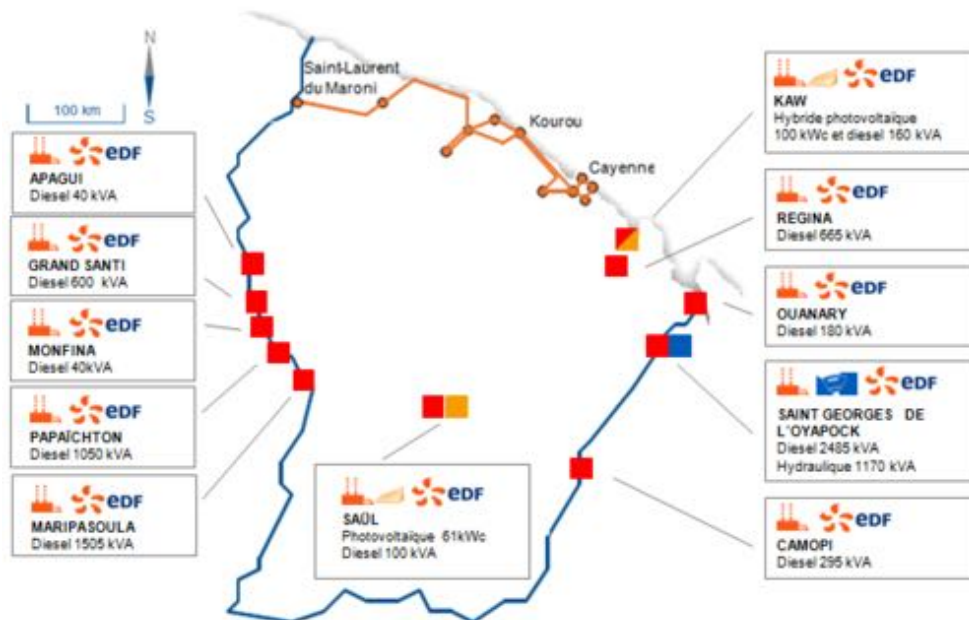 N
100 km
S
Saint-Laurent
du Maroni
Kourou
Cayenne
eDF
APAGUI
Diesel 40 kVA
eDF
GRAND SANTI
Diesel 600 kVA
eDF
MONFINA
Diesel 40kVA
eDF
PAPAÏCHTON
Diesel 1050 kVA
eDF
MARIPASOULA
Diesel 1505 kVA
eDF
SAÜL
Photovoltaïque 61kWc
Diesel 100 kVA
eDF
KAW
Hybride photovoltaïque
100 kWc et diesel 160 kVA
eDF
REGINA
Diesel 665 kVA
eDF
OUANARY
Diesel 180 kVA
eDF
SAINT GEORGES DE
L'OYAPOCK
Diesel 2485 kVA
Hydraulique 1170 kVA
eDF
CAMOPI
Diesel 295 kVA